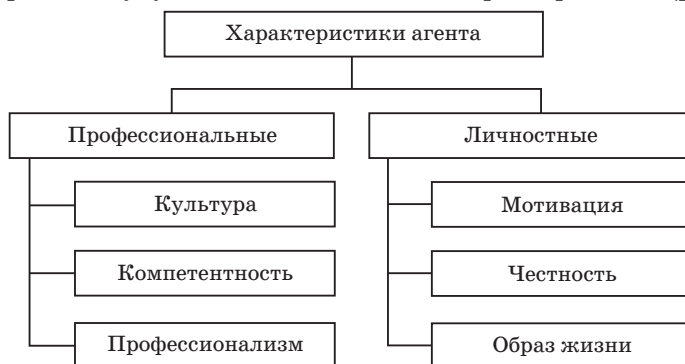 Характеристики агента
Профессиональные
Личностные
Культура
Мотивация
Компетентность
Честность
Профессионализм
Образ жизни